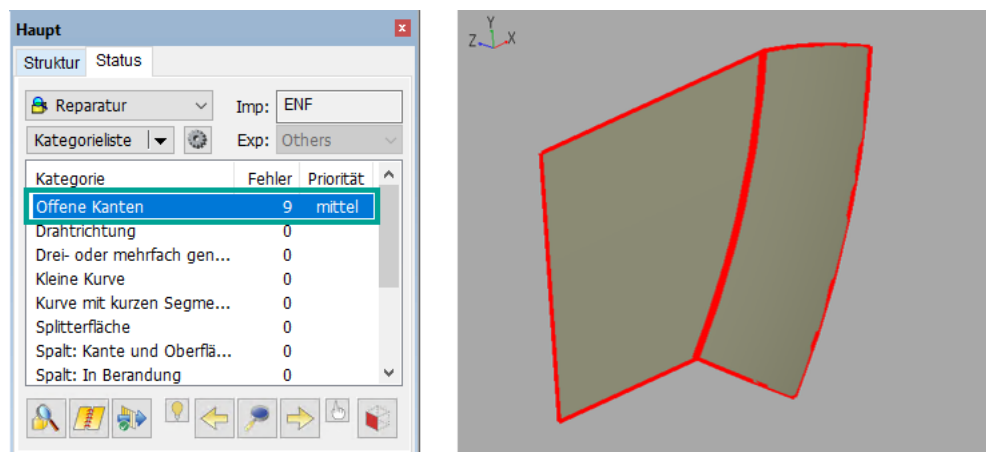 Haupt
Struktur Status
Reparatur Imp: ENF
Kategorieliste Exp: Others
Kategorie Fehler Priorität
Offene Kanten 9 mittel
Drahtrichtung 0
Drei- oder mehrfach gen... 0
Kleine Kurve 0
Kurve mit kurzen Segme... 0
Splitterfläche 0
Spalt: Kante und Oberflä... 0
Spalt: In Berandung 0
Y
Z X